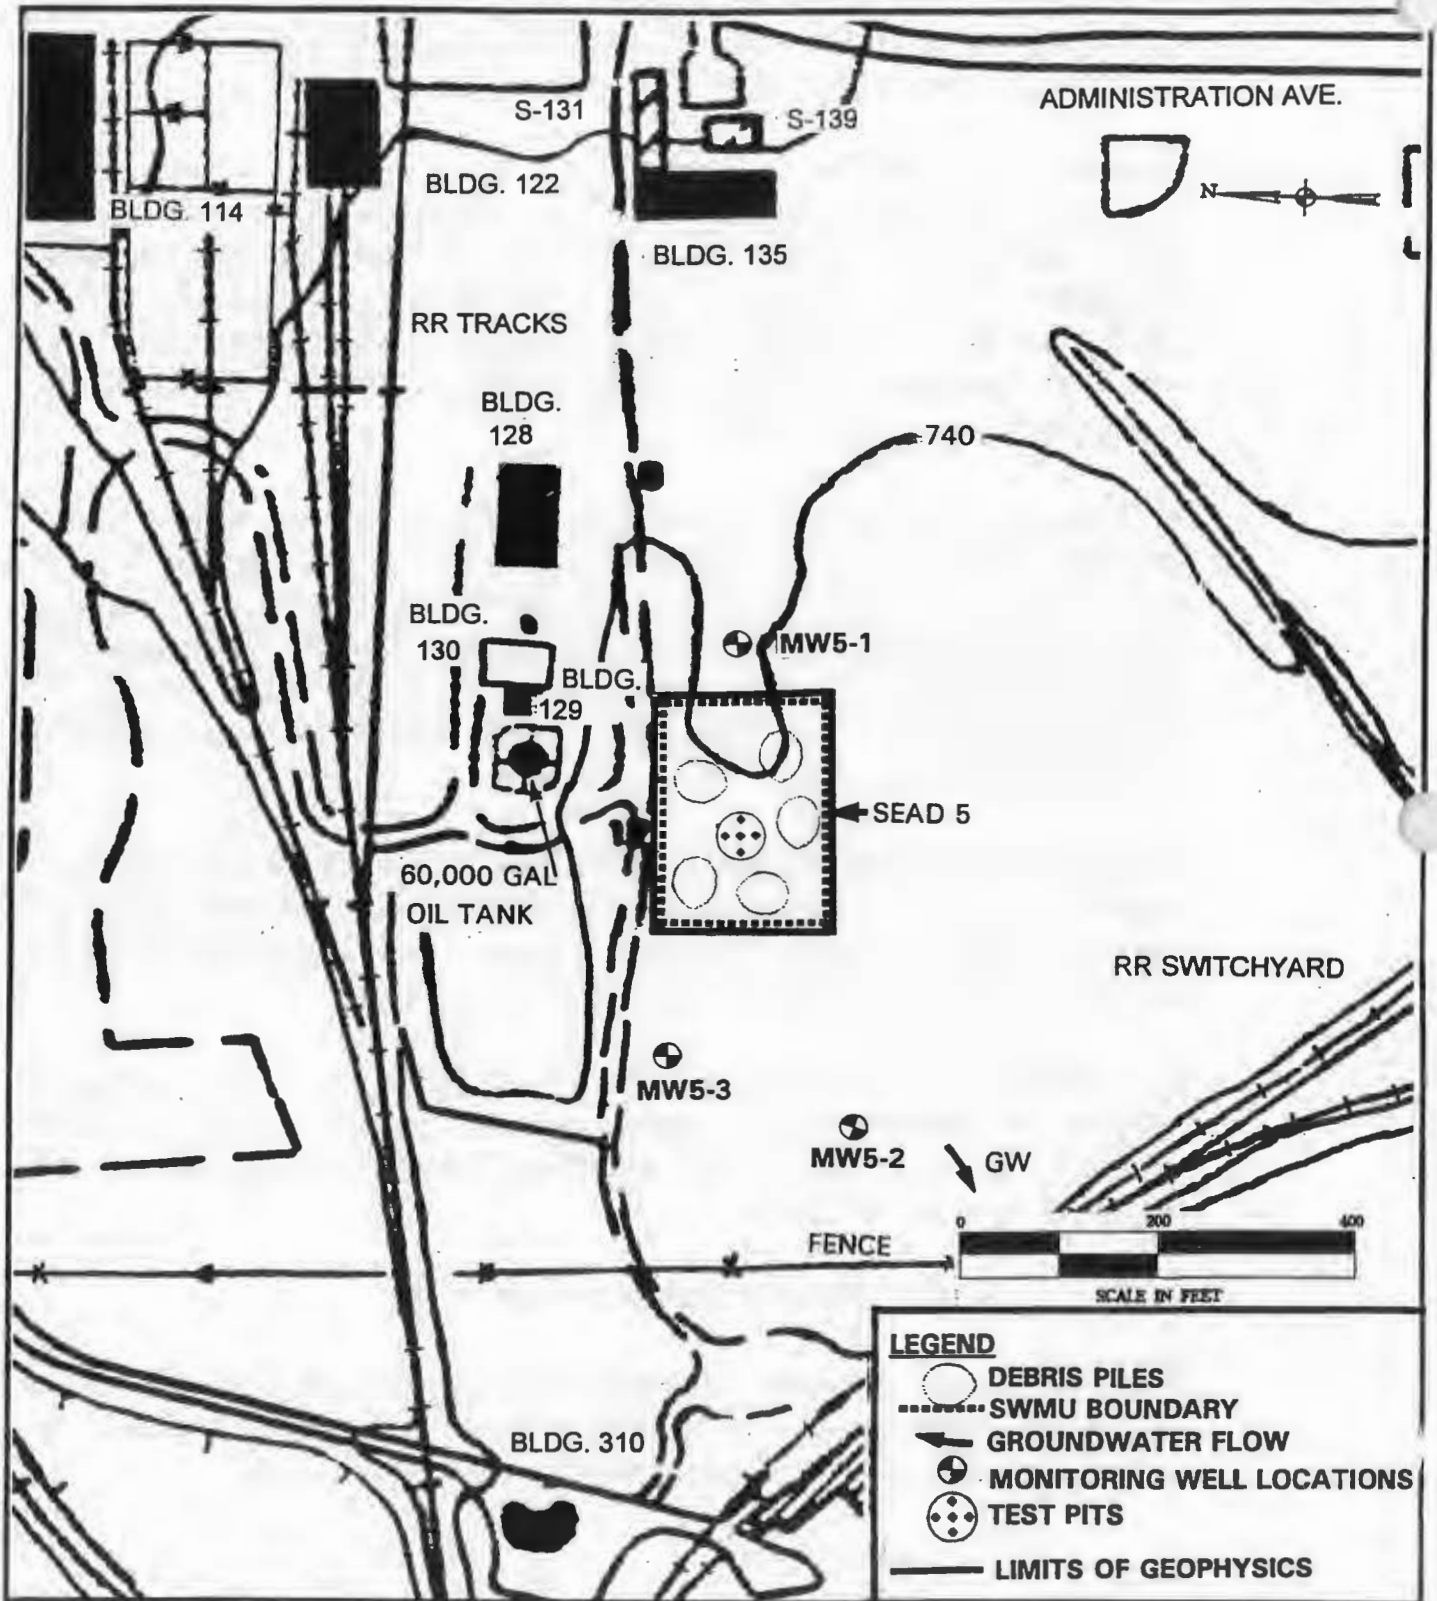 ADMINISTRATION AVE.
S-131
S-139
BLDG. 122
BLDG. 114
N
BLDG. 135
RR TRACKS
BLDG.
128
740
BLDG.
130
MW5-1
BLDG.
129
SEAD 5
60,000 GAL
OIL TANK
RR SWITCHYARD
MW5-3
MW5-2
GW
0 200 400
FENCE
SCALE IN FEET
LEGEND
DEBRIS PILES
SWMU BOUNDARY
GROUNDWATER FLOW
MONITORING WELL LOCATIONS
TEST PITS
LIMITS OF GEOPHYSICS
BLDG. 310